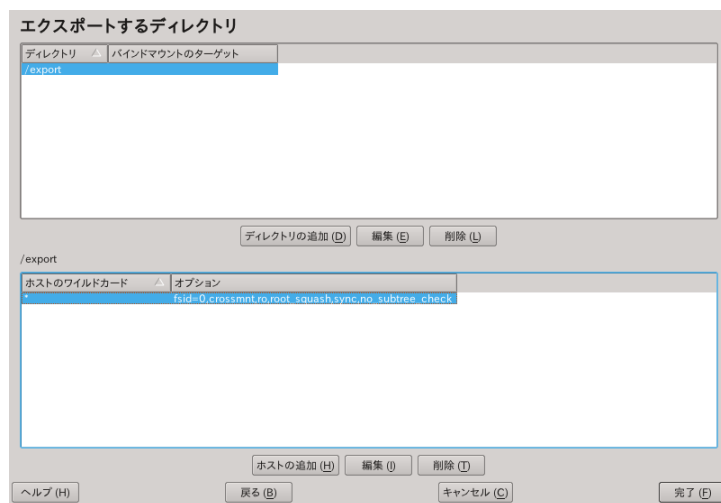 エクスポートするディレクトリ
ディレクトリ バインドマウントのターゲット
/export
ディレクトリの追加 (D) 編集 (E) 削除 (L)
/export
ホストのワイルドカード オプション
* fsid=0,crossmnt,ro,root_squash,sync,no_subtree_check
ホストの追加 (H) 編集 (I) 削除 (T)
ヘルプ (H) 戻る (B) キャンセル (C) 完了 (F)